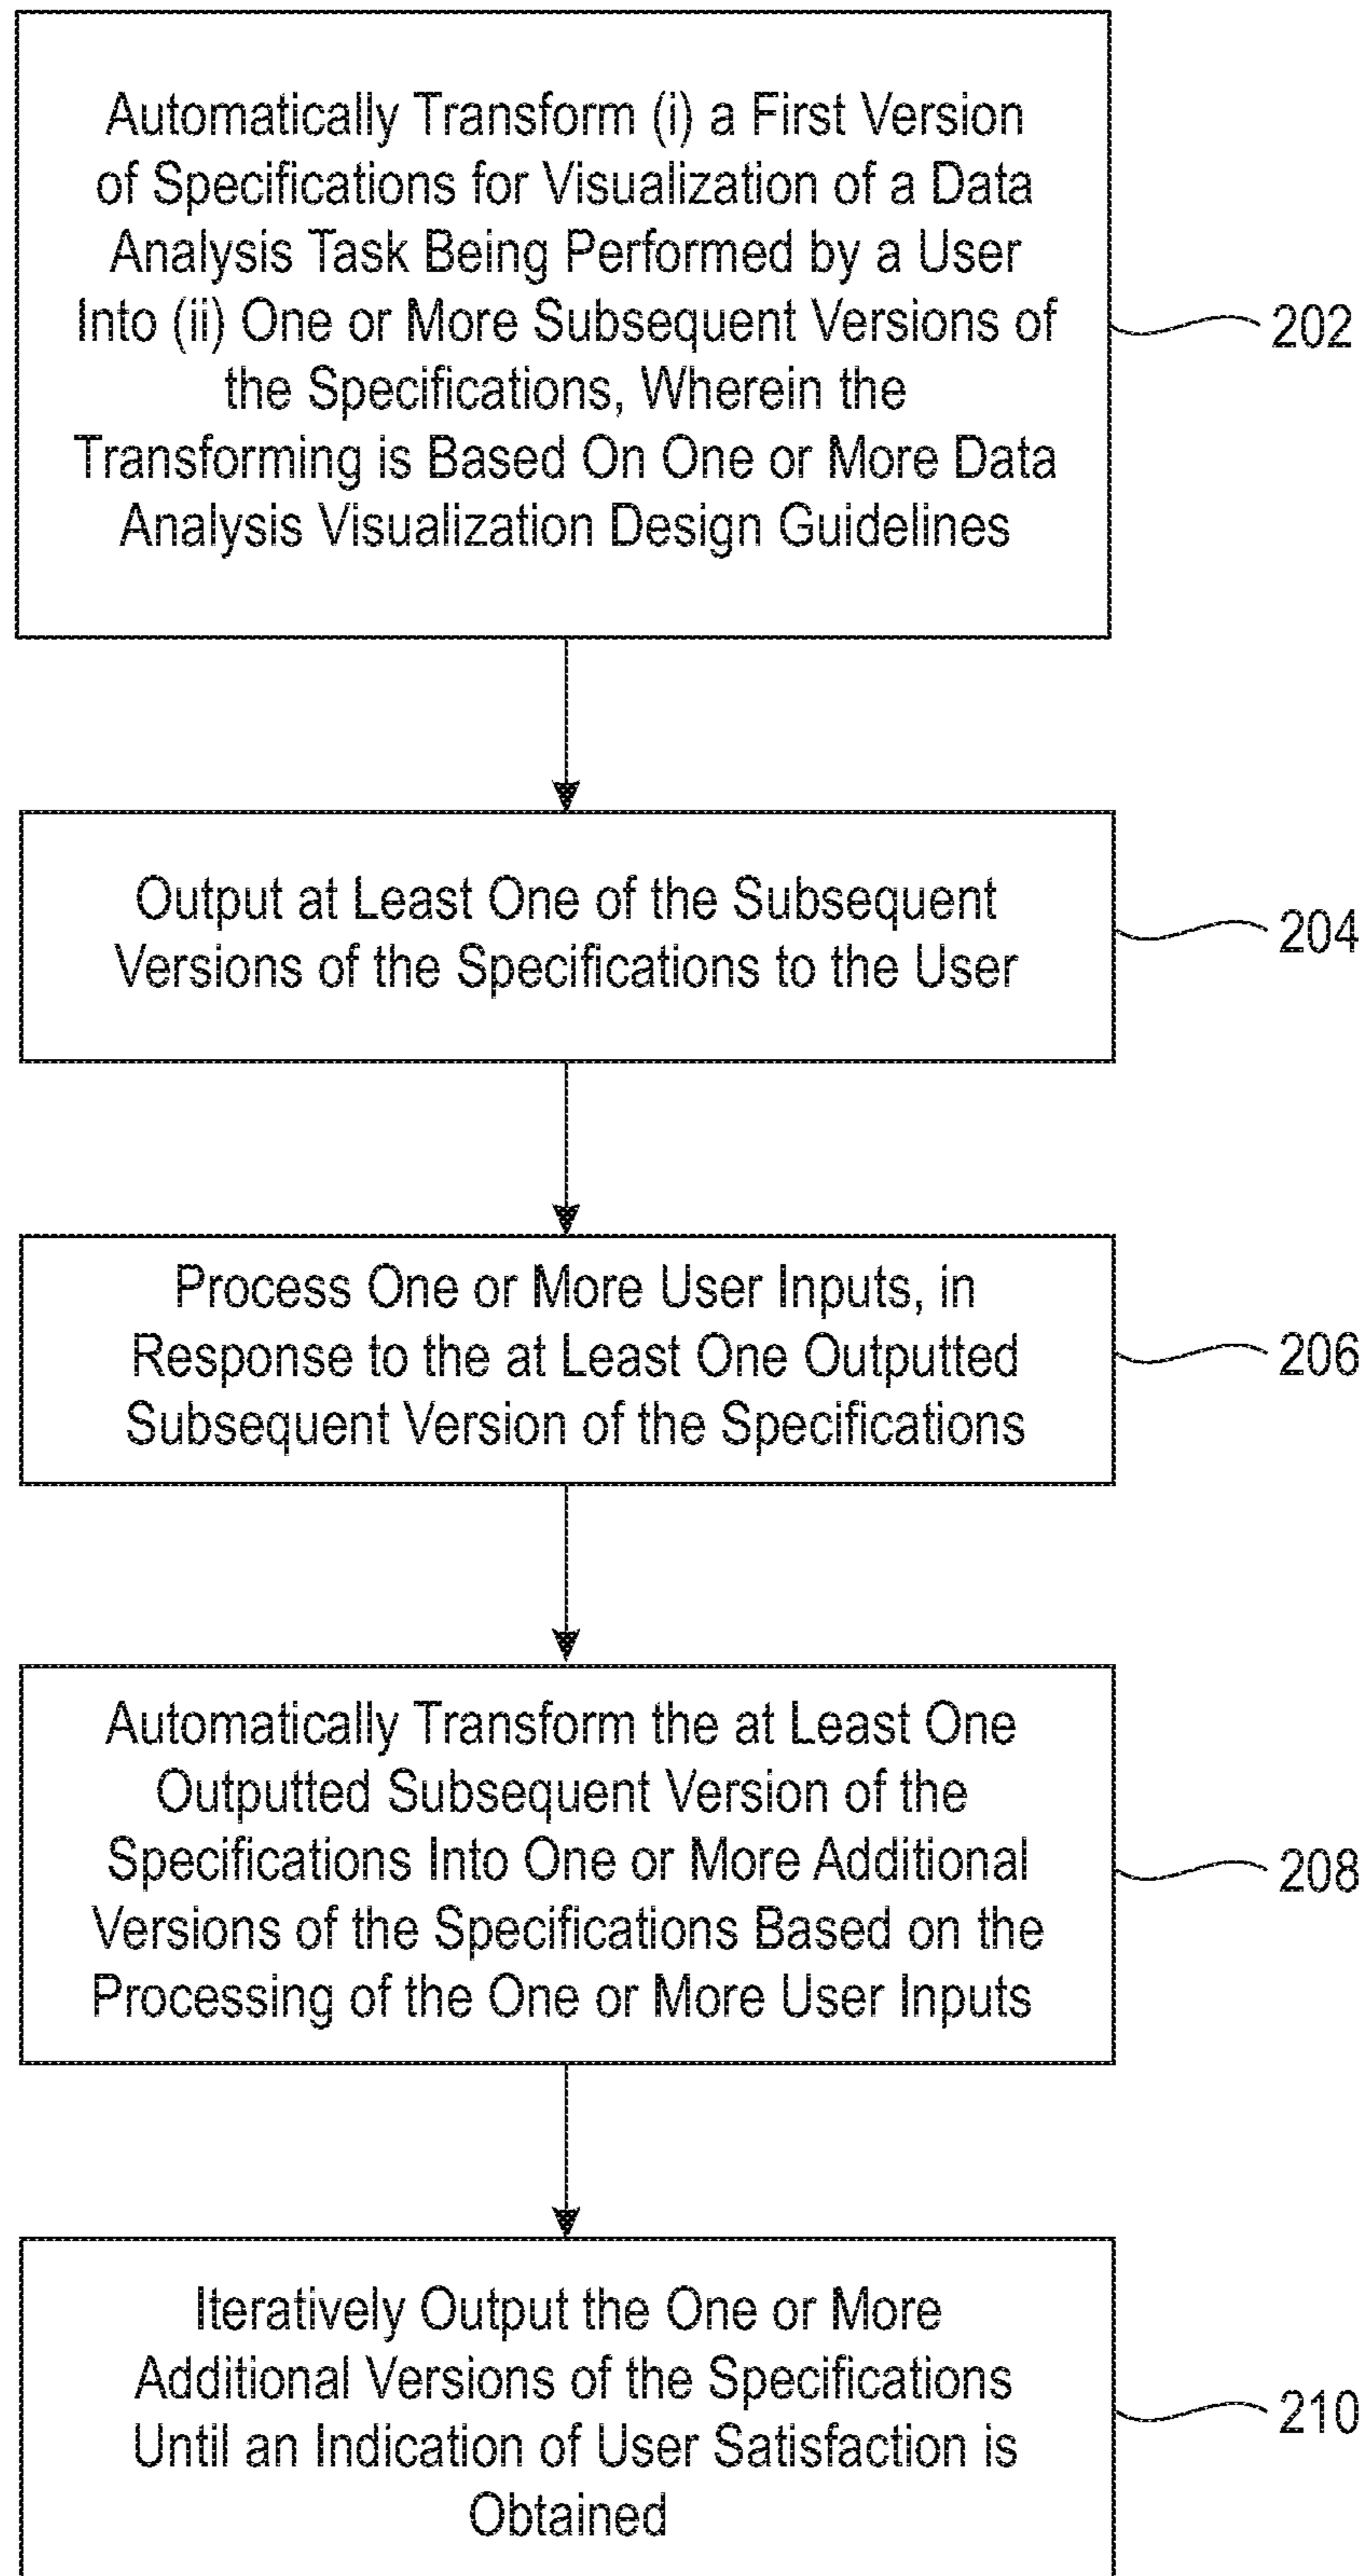 Automatically Transform (i) a First Version
of Specifications for Visualization of a Data
Analysis Task Being Performed by a User
Into (ii) One or More Subsequent Versions of
the Specifications, Wherein the
Transforming is Based On One or More Data
Analysis Visualization Design Guidelines
202
Output at Least One of the Subsequent
Versions of the Specifications to the User
204
Process One or More User Inputs, in
Response to the at Least One Outputted
Subsequent Version of the Specifications
206
Automatically Transform the at Least One
Outputted Subsequent Version of the
Specifications Into One or More Additional
Versions of the Specifications Based on the
Processing of the One or More User Inputs
208
Iteratively Output the One or More
Additional Versions of the Specifications
Until an Indication of User Satisfaction is
Obtained
210